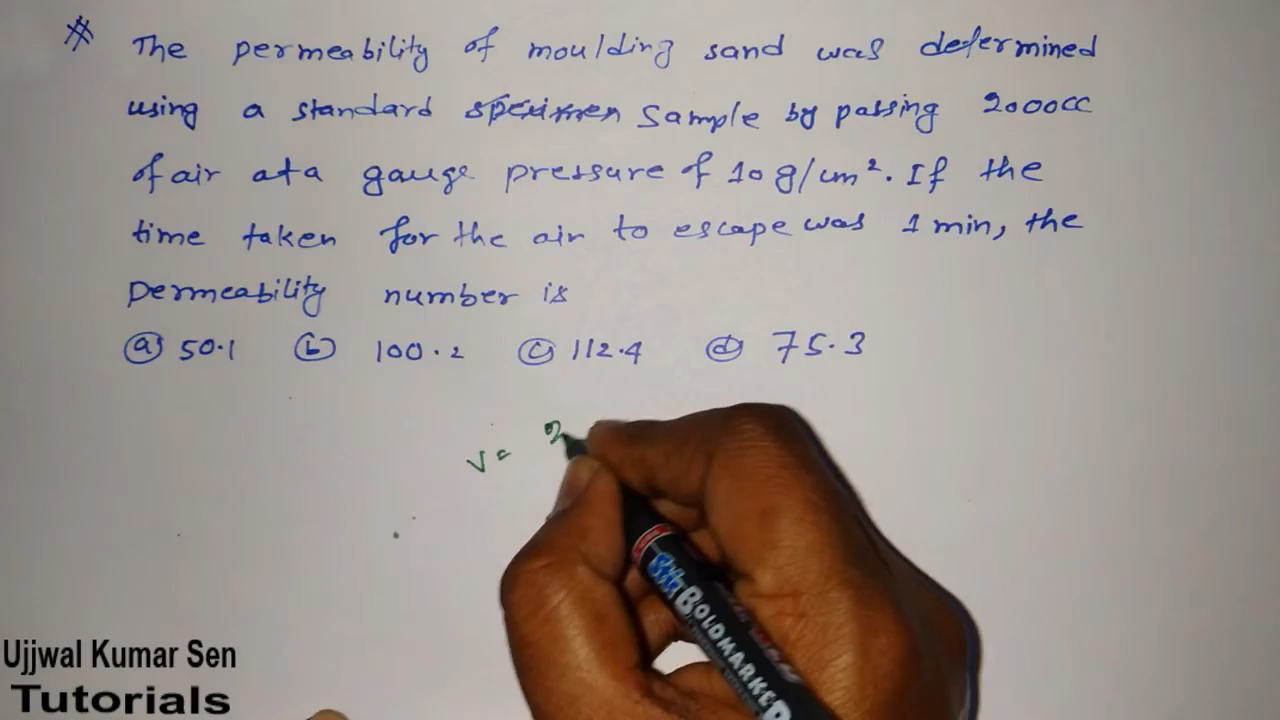 The permeability of moulding sand was determined
using a standard specimen sample by passing 2000cc
of air at a gauge pressure of 10 g/cm². If the
time taken for the air to escape was 1 min, the
permeability number is
(a) 50.1 (b) 100.2 (c) 112.4 (d) 75.3
V = 2
BOLDMARKER
Ujjwal Kumar Sen
Tutorials